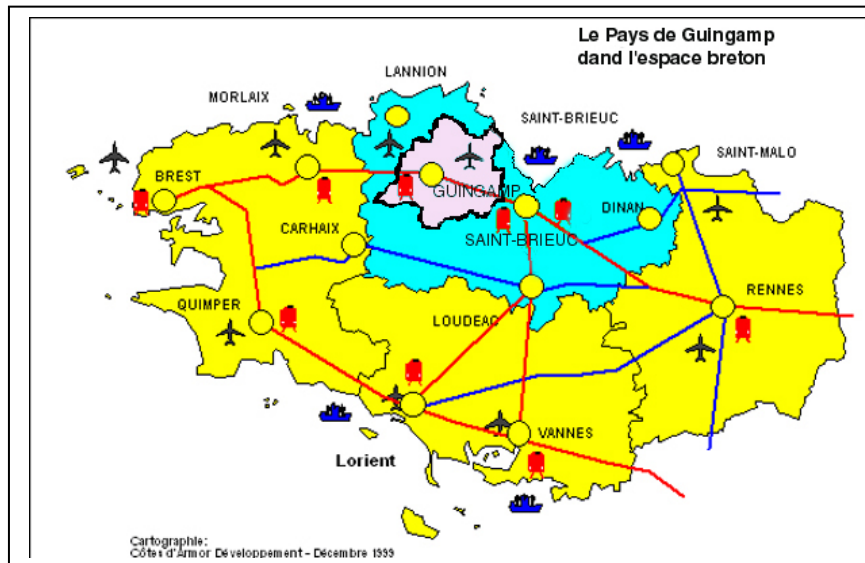 Le Pays de Guingamp
dand l'espace breton
LANNION
MORLAIX
SAINT-BRIEUC
SAINT-MALO
BREST
GUINGAMP
DINAN
CARHAIX
SAINT-BRIEUC
QUIMPER
RENNES
LOUDEAC
VANNES
Lorient
Cartographie:
Côtes d'Armor Développement - Décembre 1999